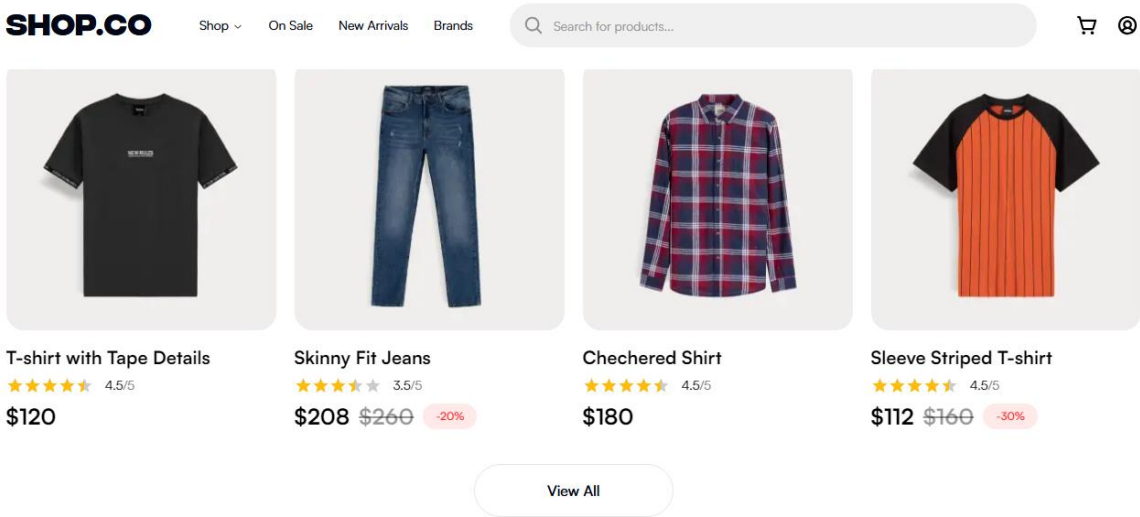 SHOP.CO Shop On Sale New Arrivals Brands Search for products...
NEW RULES
T-shirt with Tape Details
4.5/5
$120
Skinny Fit Jeans
3.5/5
$208 $260 -20%
Chechered Shirt
4.5/5
$180
Sleeve Striped T-shirt
4.5/5
$112 $160 -30%
View All